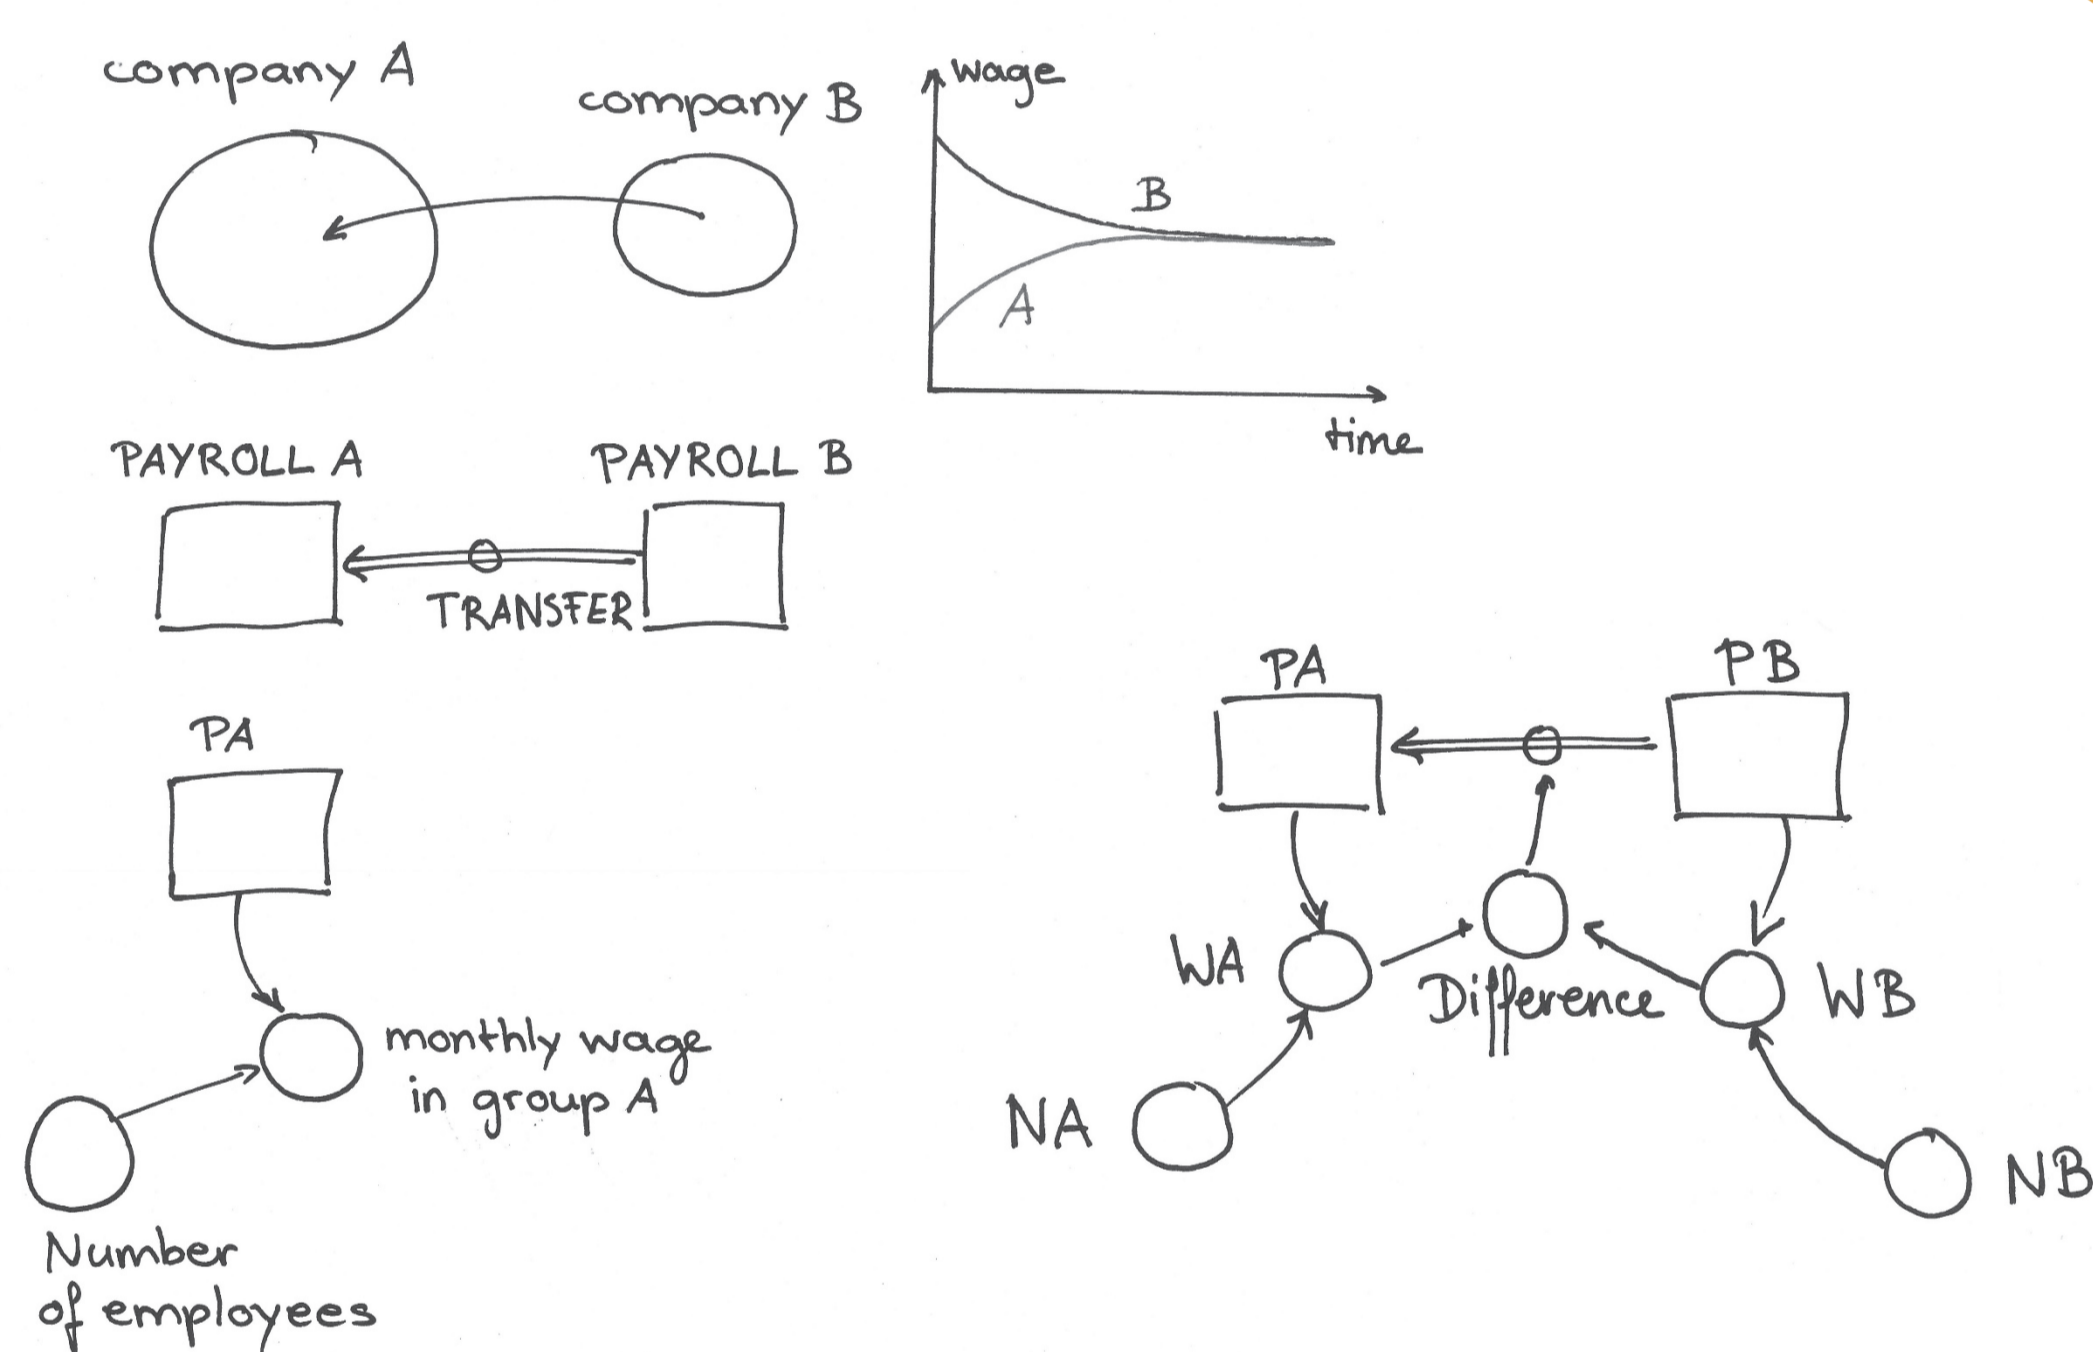 company A
company B
wage
B
A
time
PAYROLL A
PAYROLL B
TRANSFER
PA
monthly wage
in group A
Number
of employees
PA
PB
WA
Difference
WB
NA
NB